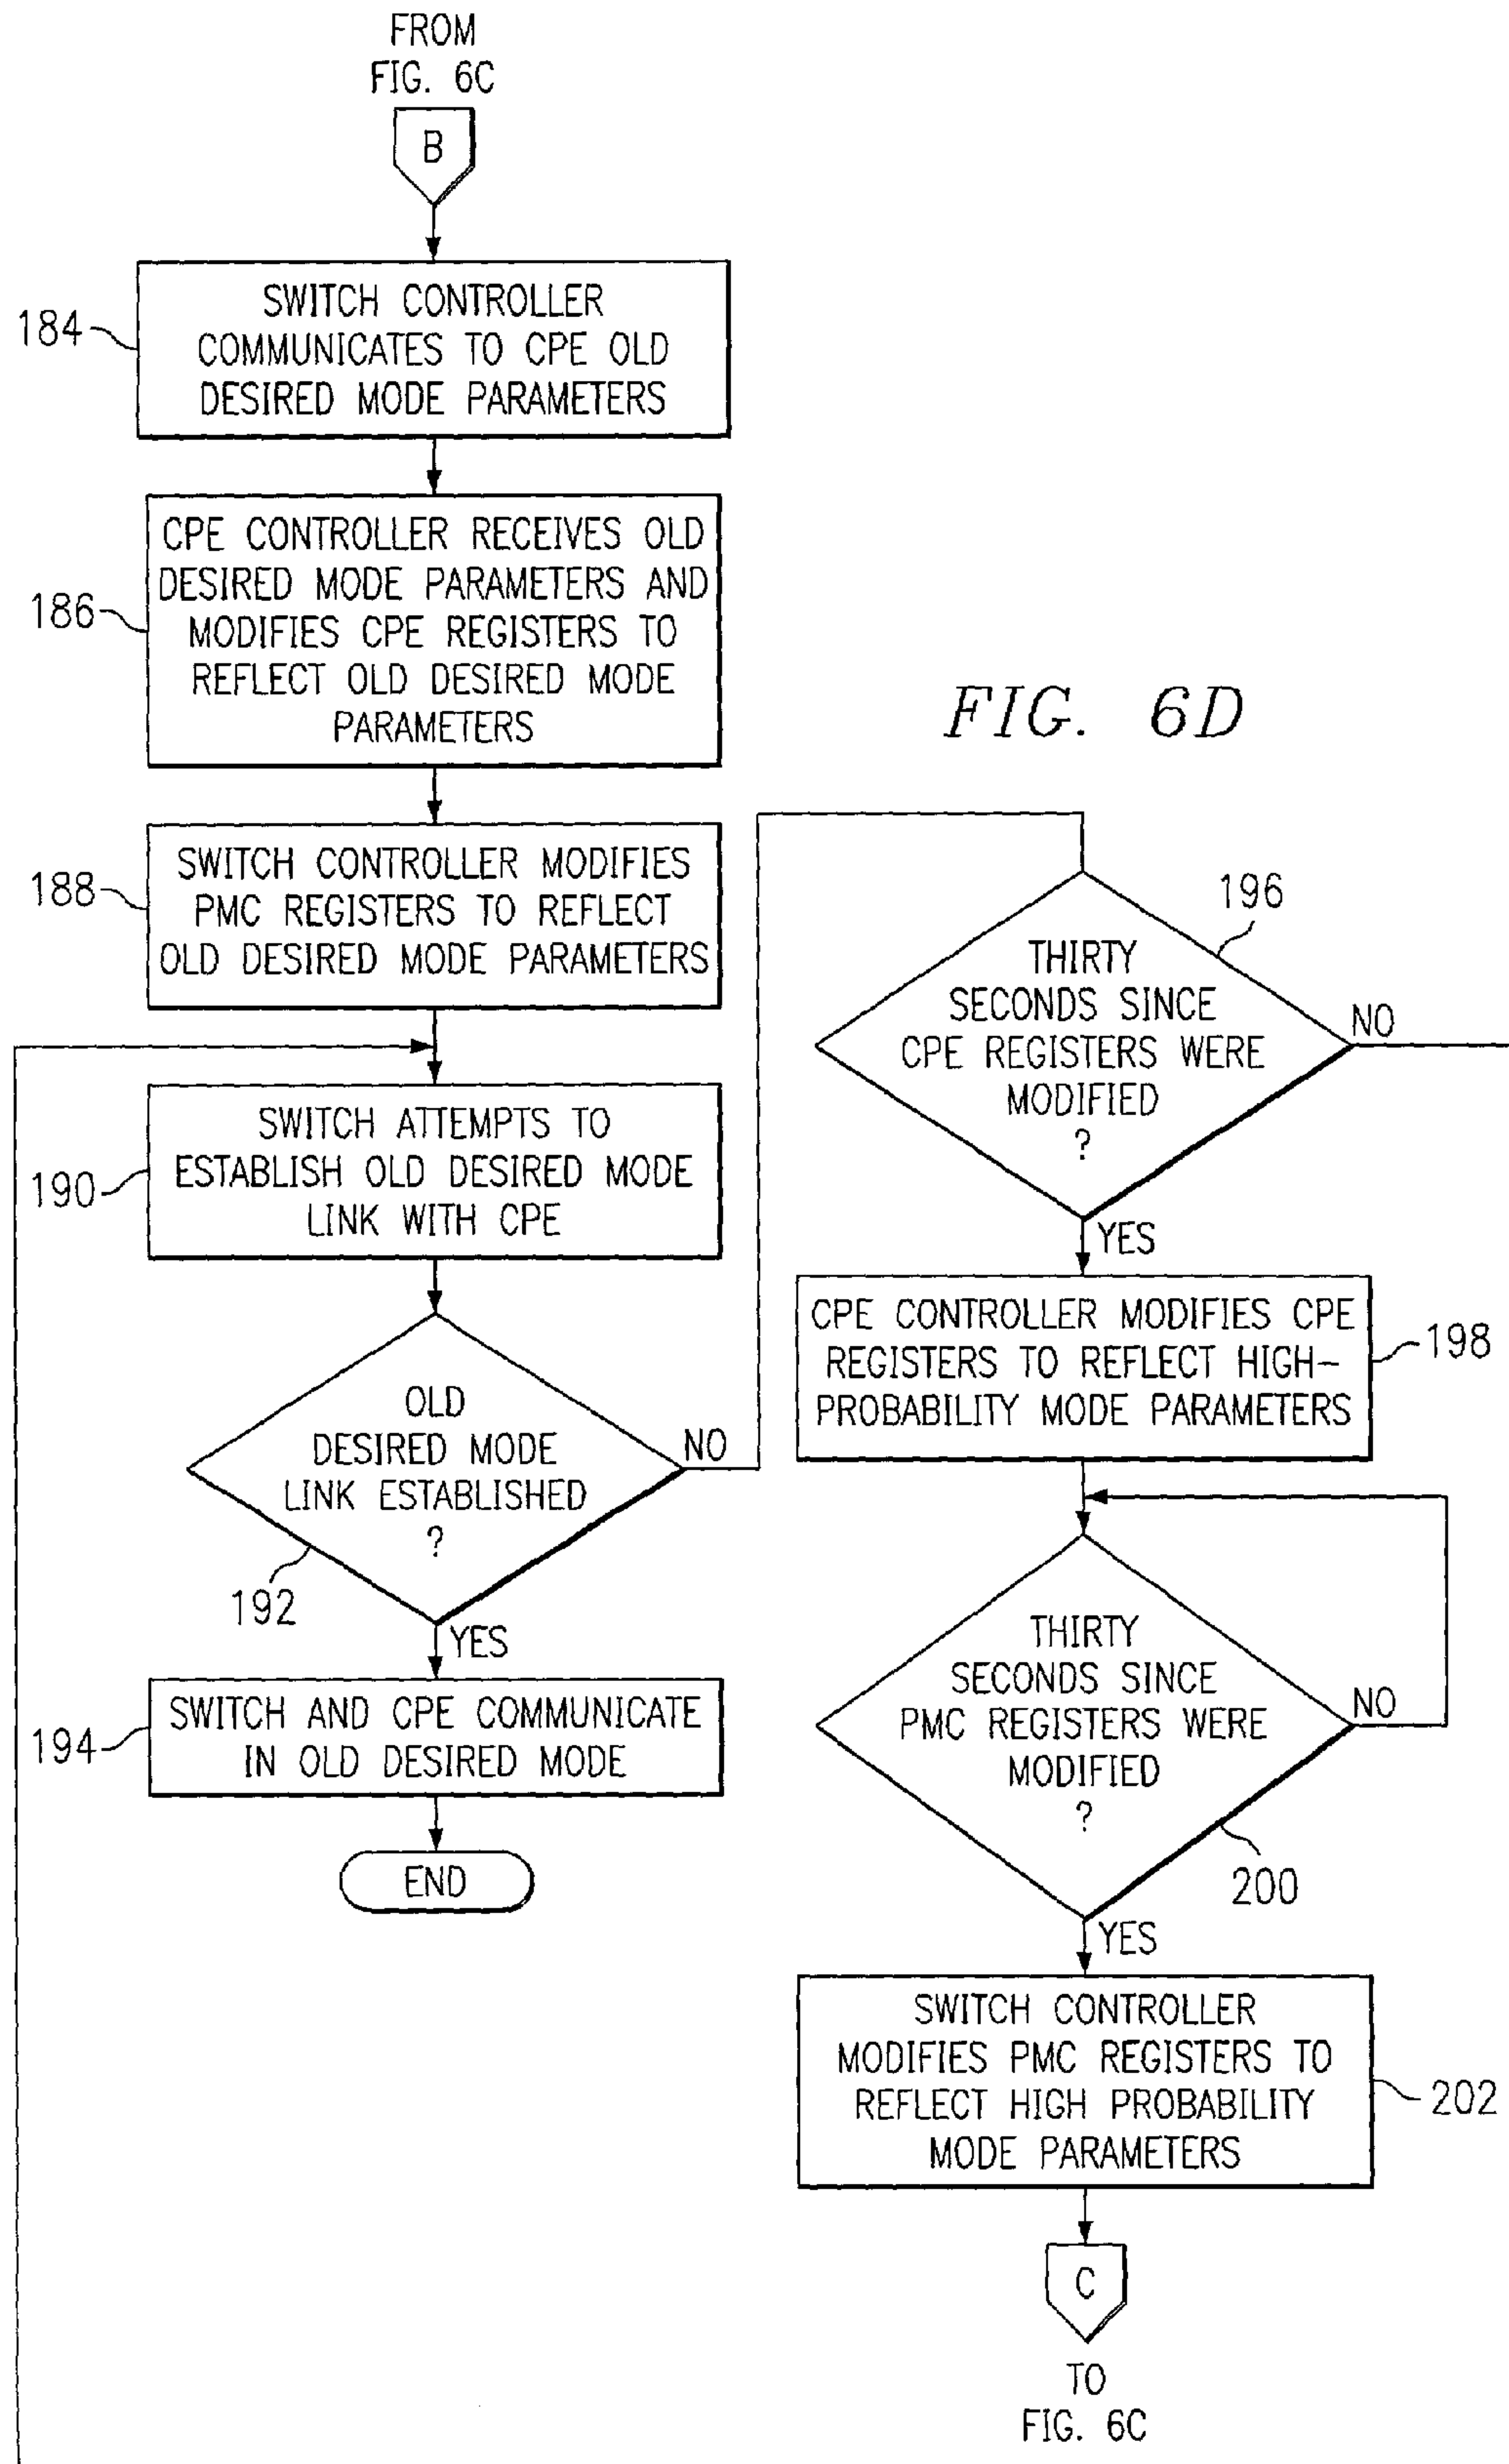 FROM
FIG. 6C
B
184
SWITCH CONTROLLER
COMMUNICATES TO CPE OLD
DESIRED MODE PARAMETERS
186
CPE CONTROLLER RECEIVES OLD
DESIRED MODE PARAMETERS AND
MODIFIES CPE REGISTERS TO
REFLECT OLD DESIRED MODE
PARAMETERS
188
SWITCH CONTROLLER MODIFIES
PMC REGISTERS TO REFLECT
OLD DESIRED MODE PARAMETERS
190
SWITCH ATTEMPTS TO
ESTABLISH OLD DESIRED MODE
LINK WITH CPE
OLD
DESIRED MODE
LINK ESTABLISHED
?
NO
192
YES
194
SWITCH AND CPE COMMUNICATE
IN OLD DESIRED MODE
END
FIG. 6D
196
THIRTY
SECONDS SINCE
CPE REGISTERS WERE
MODIFIED
?
NO
YES
CPE CONTROLLER MODIFIES CPE
REGISTERS TO REFLECT HIGH-
PROBABILITY MODE PARAMETERS
198
THIRTY
SECONDS SINCE
PMC REGISTERS WERE
MODIFIED
?
NO
200
YES
SWITCH CONTROLLER
MODIFIES PMC REGISTERS TO
REFLECT HIGH PROBABILITY
MODE PARAMETERS
202
C
TO
FIG. 6C